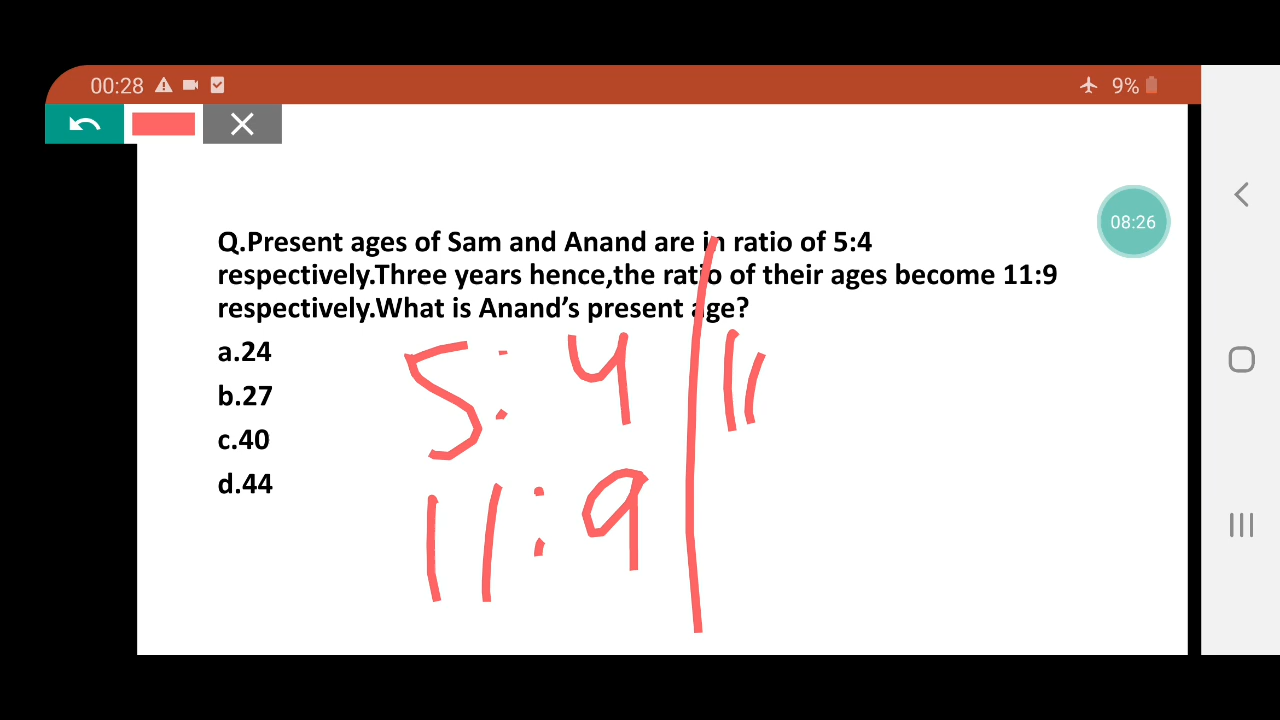 00:28
9%
08:26
Q.Present ages of Sam and Anand are in ratio of 5:4
respectively.Three years hence,the ratio of their ages become 11:9
respectively.What is Anand’s present age?
a.24
b.27
c.40
d.44
5:4
11
11:9